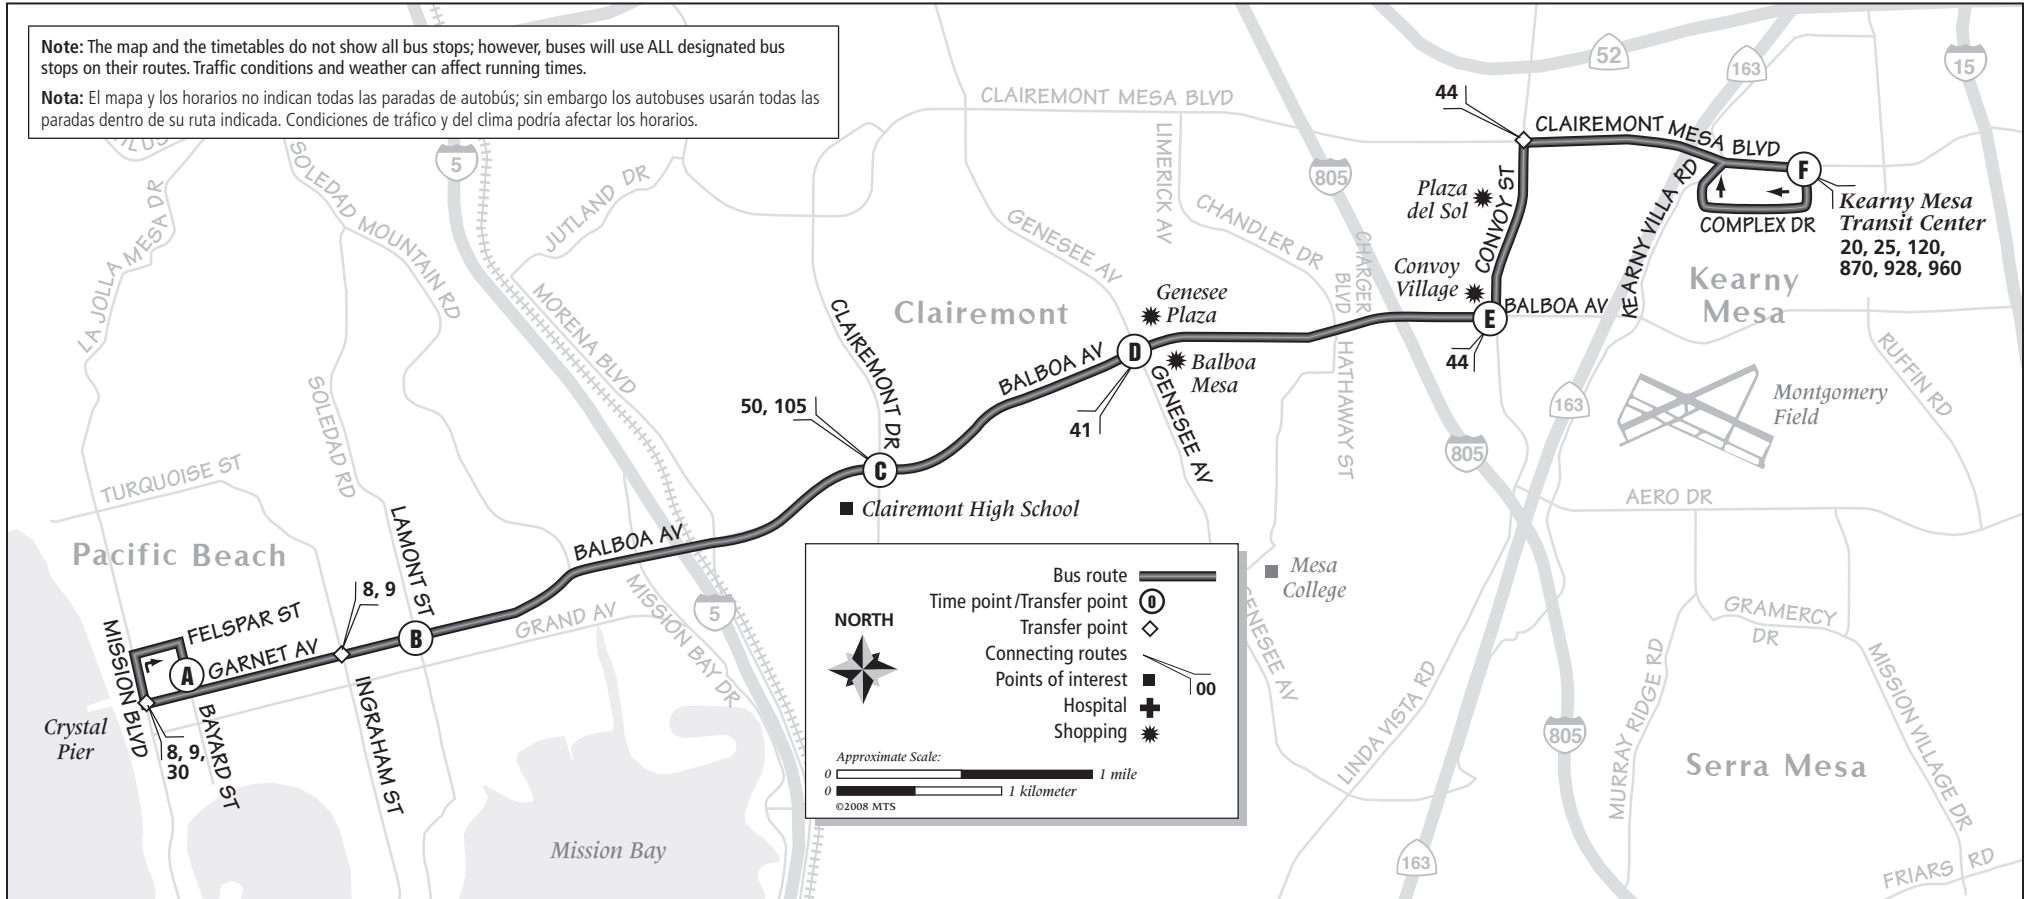 Note: The map and the timetables do not show all bus stops; however, buses will use ALL designated bus
stops on their routes. Traffic conditions and weather can affect running times.
Nota: El mapa y los horarios no indican todas las paradas de autobús; sin embargo los autobuses usarán todas las
paradas dentro de su ruta indicada. Condiciones de tráfico y del clima podría afectar los horarios.
52
163
15
44
CLAIREMONT MESA BLVD
CLAIREMONT MESA BLVD
5
805
F
Kearny Mesa
Transit Center
20, 25, 120,
870, 928, 960
COMPLEX DR
KEARNY VILLA RD
Plaza
del Sol
CONVOY ST
Convoy
Village
E
BALBOA AV
44
Kearny
Mesa
LIMERICK AV
CHANDLER DR
CHARGER
BLVD
HATHAWAY ST
GENESEE AV
JUTLAND DR
SOLEDAD MOUNTAIN RD
LA JOLLA MESA DR
MORENA BLVD
Clairemont
Genesee
Plaza
D
Balboa
Mesa
41
GENESEE AV
BALBOA AV
CLAIREMONT DR
50, 105
C
Clairemont High School
SOLEDAD RD
TURQUOISE ST
Pacific Beach
LAMONT ST
BALBOA AV
8, 9
B
FELSPAR ST
GARNET AV
A
MISSION BLVD
Crystal
Pier
8, 9,
30
BAYARD ST
INGRAHAM ST
GRAND AV
MISSION BAY DR
5
Mission Bay
RUFFIN RD
Montgomery
Field
163
805
AERO DR
Mesa
College
GENESEE AV
LINDA VISTA RD
GRAMERCY
DR
MURRAY RIDGE RD
MISSION VILLAGE DR
805
Serra Mesa
163
FRIARS RD
NORTH
Bus route
Time point/Transfer point
0
Transfer point
Connecting routes
00
Points of interest
Hospital
Shopping
Approximate Scale:
0 1 mile
0 1 kilometer
©2008 MTS